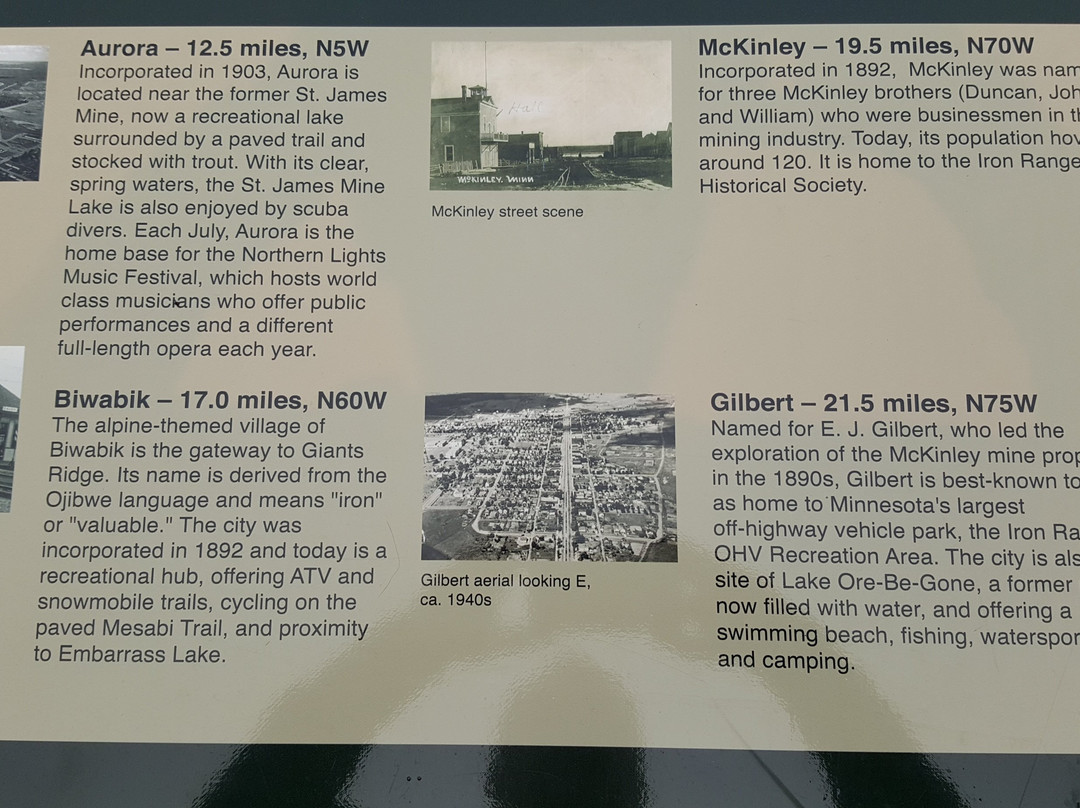 Aurora – 12.5 miles, N5W
Incorporated in 1903, Aurora is
located near the former St. James
Mine, now a recreational lake
surrounded by a paved trail and
stocked with trout. With its clear,
spring waters, the St. James Mine
Lake is also enjoyed by scuba
divers. Each July, Aurora is the
home base for the Northern Lights
Music Festival, which hosts world
class musicians who offer public
performances and a different
full-length opera each year.
Biwabik – 17.0 miles, N60W
The alpine-themed village of
Biwabik is the gateway to Giants
Ridge. Its name is derived from the
Ojibwe language and means "iron"
or "valuable." The city was
incorporated in 1892 and today is a
recreational hub, offering ATV and
snowmobile trails, cycling on the
paved Mesabi Trail, and proximity
to Embarrass Lake.
Hall
McKINLEY, MINN
McKinley street scene
Gilbert aerial looking E,
ca. 1940s
McKinley – 19.5 miles, N70W
Incorporated in 1892, McKinley was nam
for three McKinley brothers (Duncan, Joh
and William) who were businessmen in th
mining industry. Today, its population hov
around 120. It is home to the Iron Range
Historical Society.
Gilbert – 21.5 miles, N75W
Named for E. J. Gilbert, who led the
exploration of the McKinley mine prop
in the 1890s, Gilbert is best-known to
as home to Minnesota's largest
off-highway vehicle park, the Iron Ra
OHV Recreation Area. The city is als
site of Lake Ore-Be-Gone, a former
now filled with water, and offering a
swimming beach, fishing, waterspor
and camping.